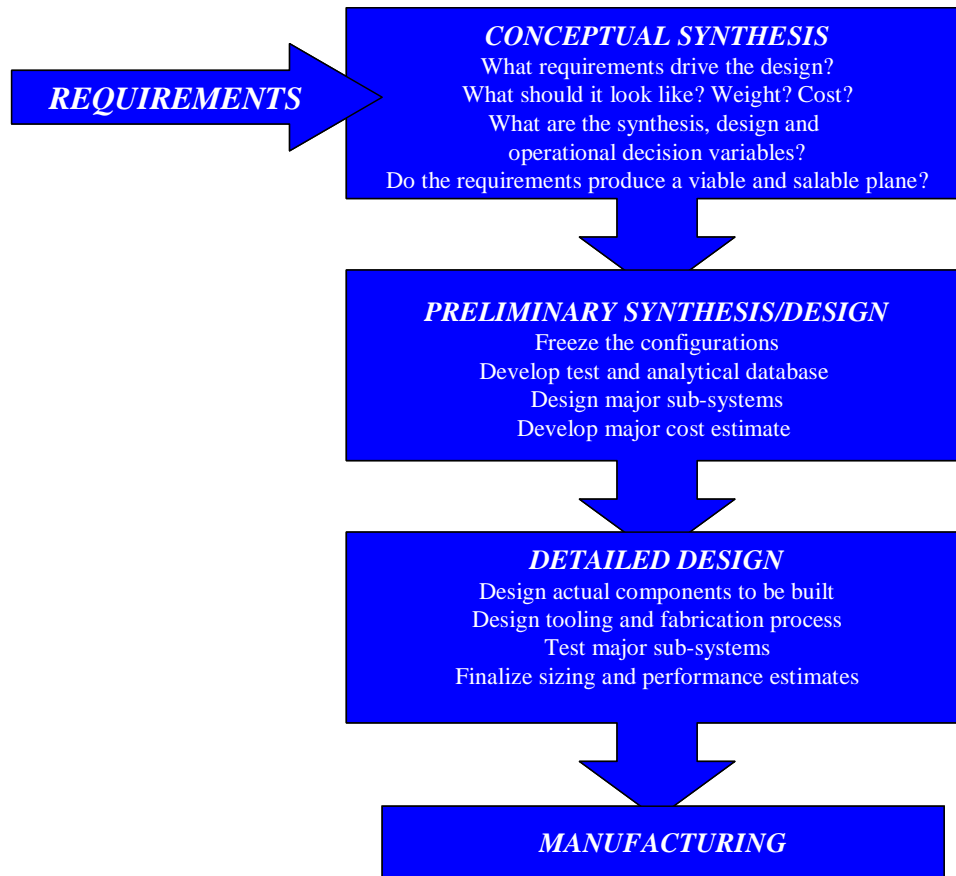 REQUIREMENTS
CONCEPTUAL SYNTHESIS
What requirements drive the design?
What should it look like? Weight? Cost?
What are the synthesis, design and
operational decision variables?
Do the requirements produce a viable and salable plane?
PRELIMINARY SYNTHESIS/DESIGN
Freeze the configurations
Develop test and analytical database
Design major sub-systems
Develop major cost estimate
DETAILED DESIGN
Design actual components to be built
Design tooling and fabrication process
Test major sub-systems
Finalize sizing and performance estimates
MANUFACTURING